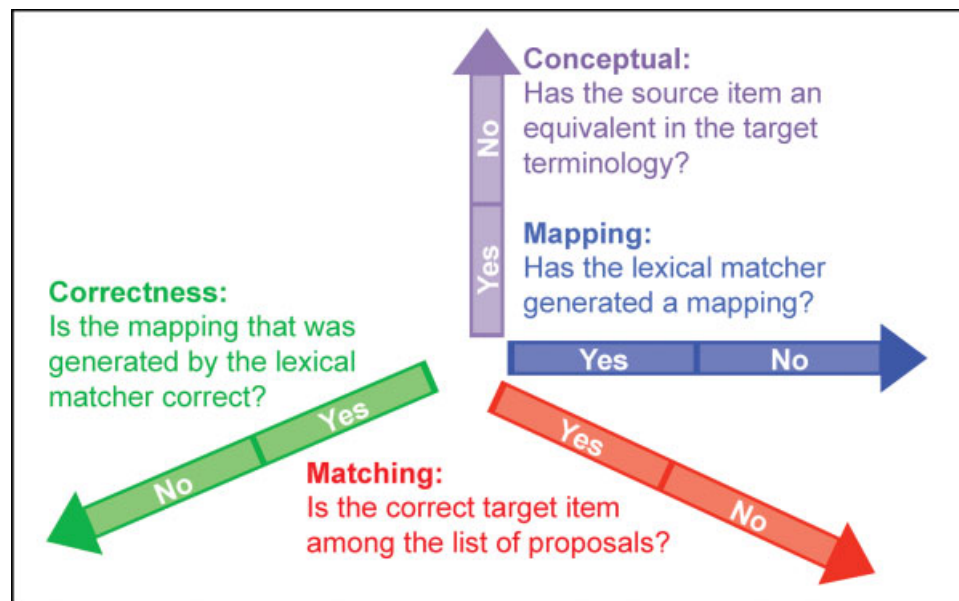 Conceptual:
Has the source item an
equivalent in the target
terminology?
No
Yes
Mapping:
Has the lexical matcher
generated a mapping?
Yes
No
Correctness:
Is the mapping that was
generated by the lexical
matcher correct?
Yes
No
Matching:
Is the correct target item
among the list of proposals?
Yes
No